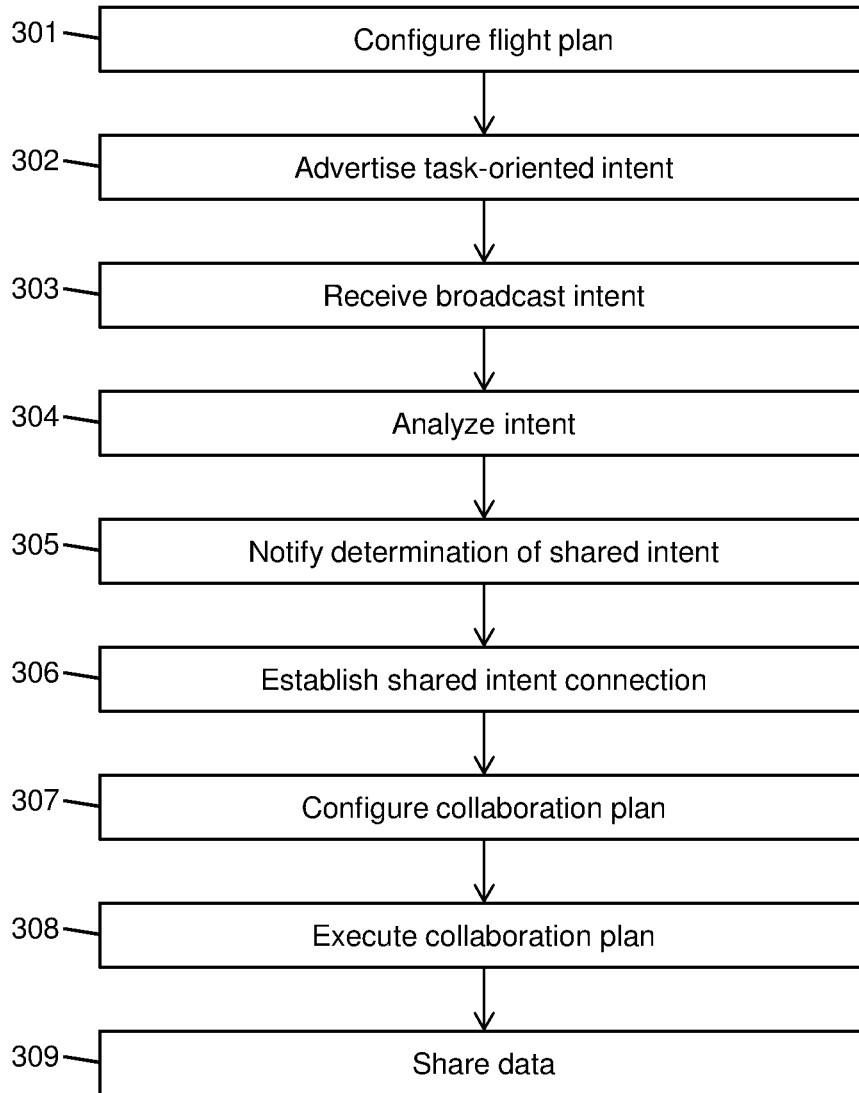 301 Configure flight plan
302 Advertise task-oriented intent
303 Receive broadcast intent
304 Analyze intent
305 Notify determination of shared intent
306 Establish shared intent connection
307 Configure collaboration plan
308 Execute collaboration plan
309 Share data